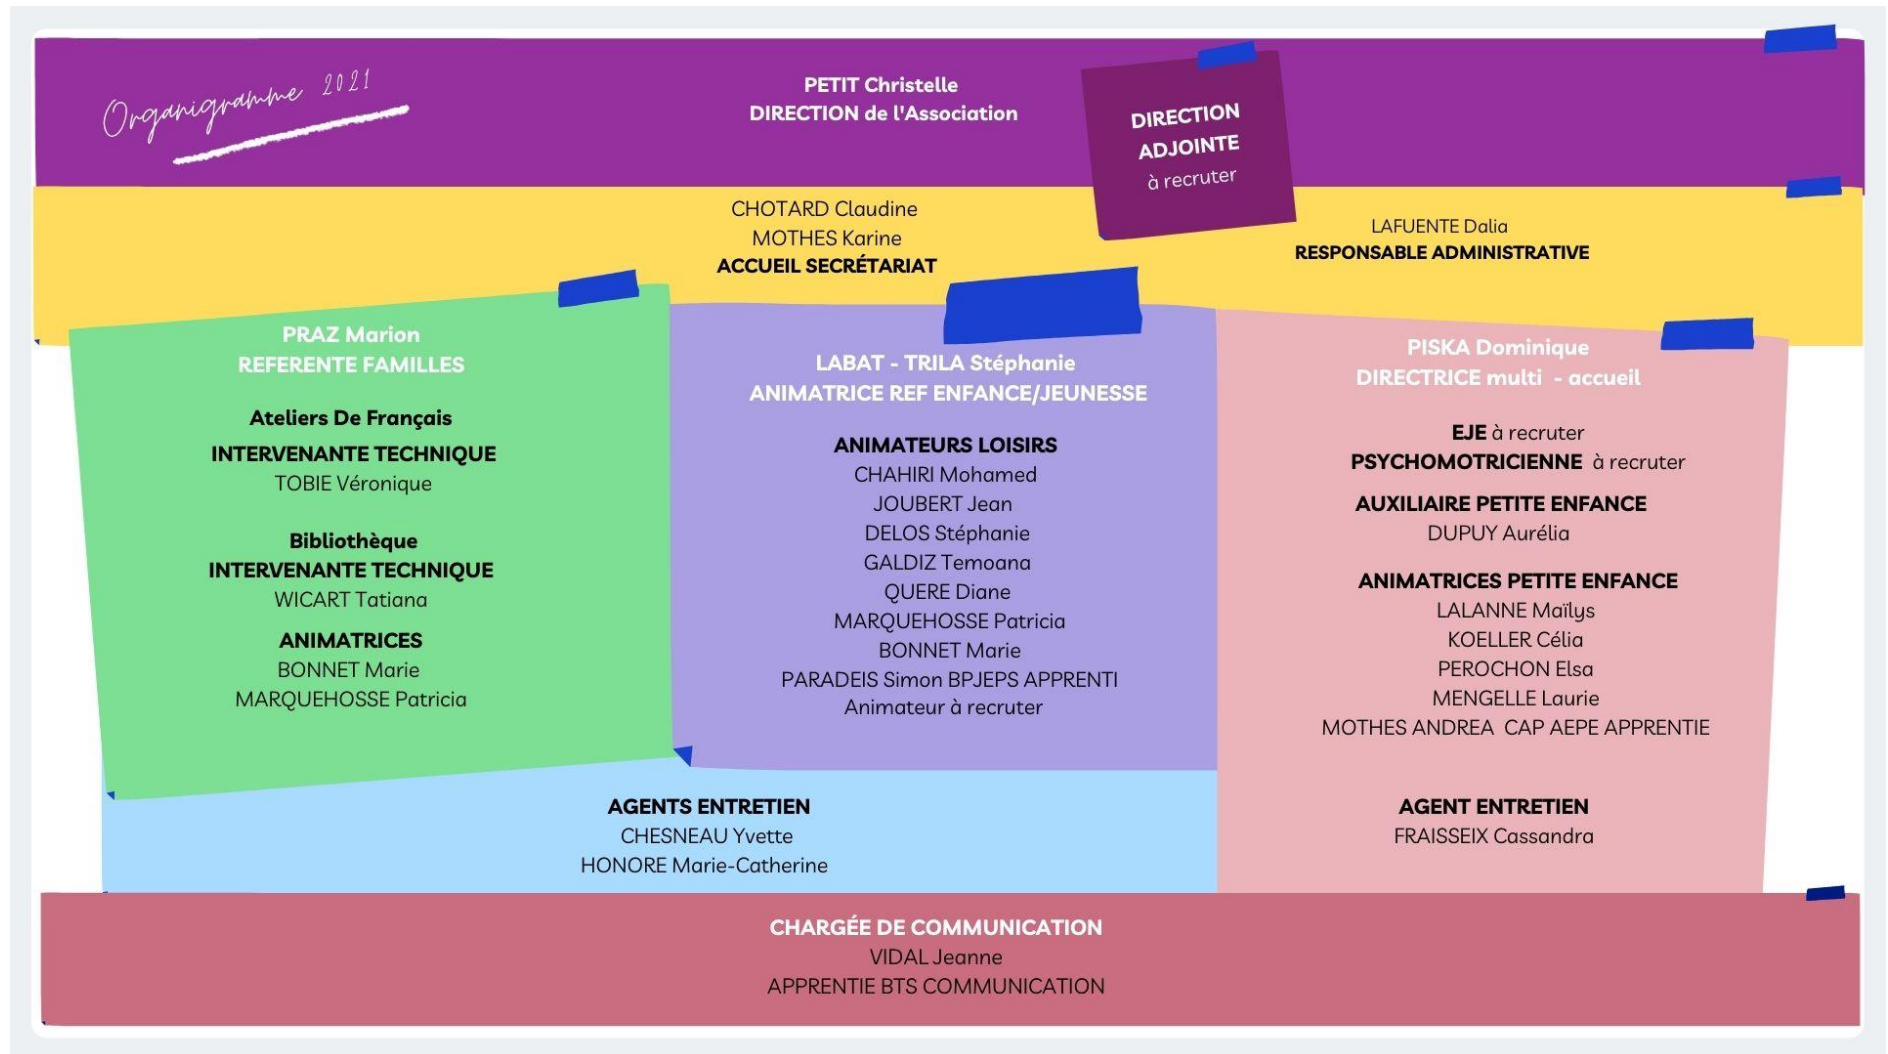 Organigramme 2021
PETIT Christelle
DIRECTION de l'Association
DIRECTION
ADJOINTE
à recruter
CHOTARD Claudine
MOTHES Karine
ACCUEIL SECRÉTARIAT
LAFUENTE Dalia
RESPONSABLE ADMINISTRATIVE
PRAZ Marion
REFERENTE FAMILLES
Ateliers De Français
INTERVENANTE TECHNIQUE
TOBIE Véronique
Bibliothèque
INTERVENANTE TECHNIQUE
WICART Tatiana
ANIMATRICES
BONNET Marie
MARQUEHOSSE Patricia
LABAT - TRILA Stéphanie
ANIMATRICE REF ENFANCE/JEUNESSE
ANIMATEURS LOISIRS
CHAHIRI Mohamed
JOUBERT Jean
DELOS Stéphanie
GALDIZ Temoana
QUERE Diane
MARQUEHOSSE Patricia
BONNET Marie
PARADEIS Simon BPJEPS APPRENTI
Animateur à recruter
PISKA Dominique
DIRECTRICE multi - accueil
EJE à recruter
PSYCHOMOTRICIENNE à recruter
AUXILIAIRE PETITE ENFANCE
DUPUY Aurélia
ANIMATRICES PETITE ENFANCE
LALANNE Maïlys
KOELLER Célia
PEROCHON Elsa
MENGELLE Laurie
MOTHES ANDREA CAP AEPE APPRENTIE
AGENT ENTRETIEN
FRAISSEIX Cassandra
AGENTS ENTRETIEN
CHESNEAU Yvette
HONORE Marie-Catherine
CHARGÉE DE COMMUNICATION
VIDAL Jeanne
APPRENTIE BTS COMMUNICATION